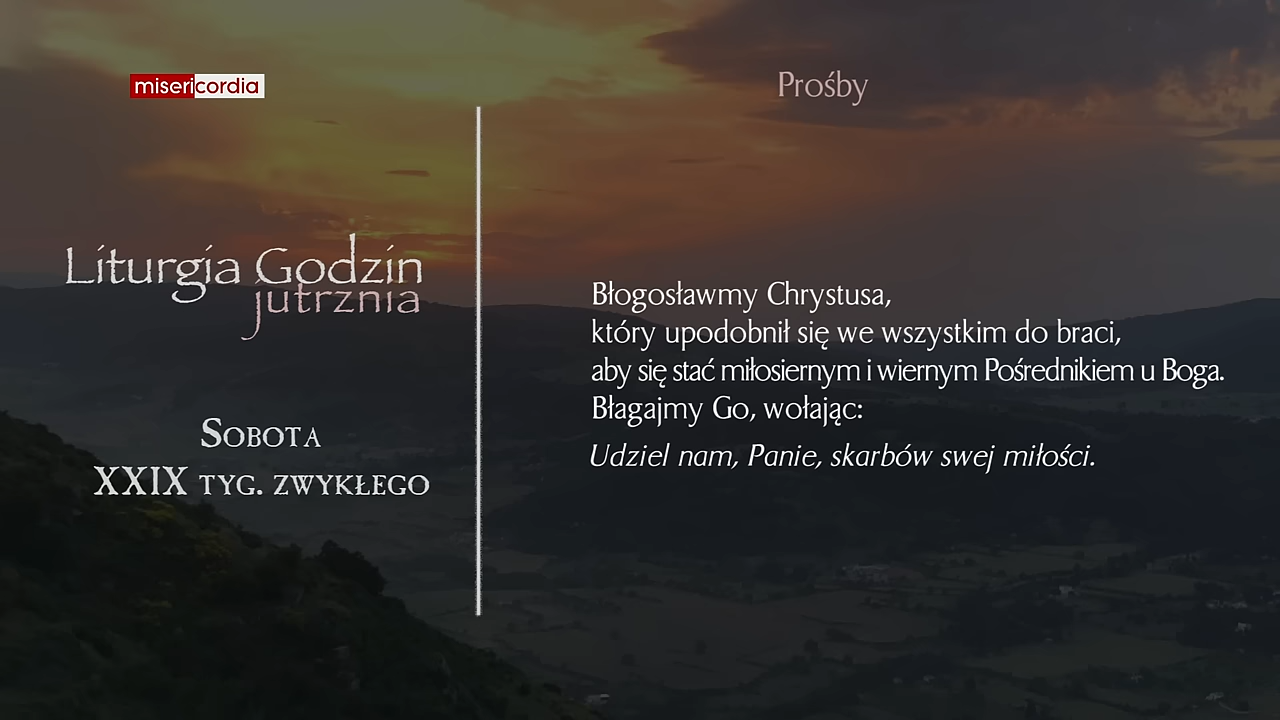 misericordia
Liturgia Godzin
jutrznia
Sobota
XXIX tyg. zwykłego
Prośby
Błogosławmy Chrystusa,
który upodobnił się we wszystkim do braci,
aby się stać miłosiernym i wiernym Pośrednikiem u Boga.
Błagajmy Go, wołając:
Udziel nam, Panie, skarbów swej miłości.